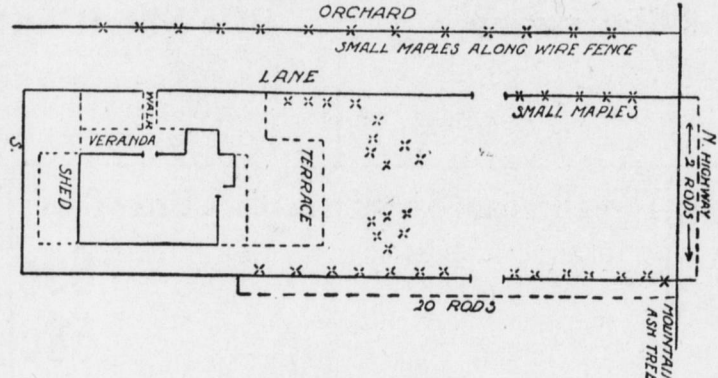 ORCHARD
SMALL MAPLES ALONG WIRE FENCE
LANE
WALK
SMALL MAPLES
VERANDA
S
SHED
TERRACE
N. HIGHWAY
2 RODS
20 RODS
MOUNTAIN
ASH TREE